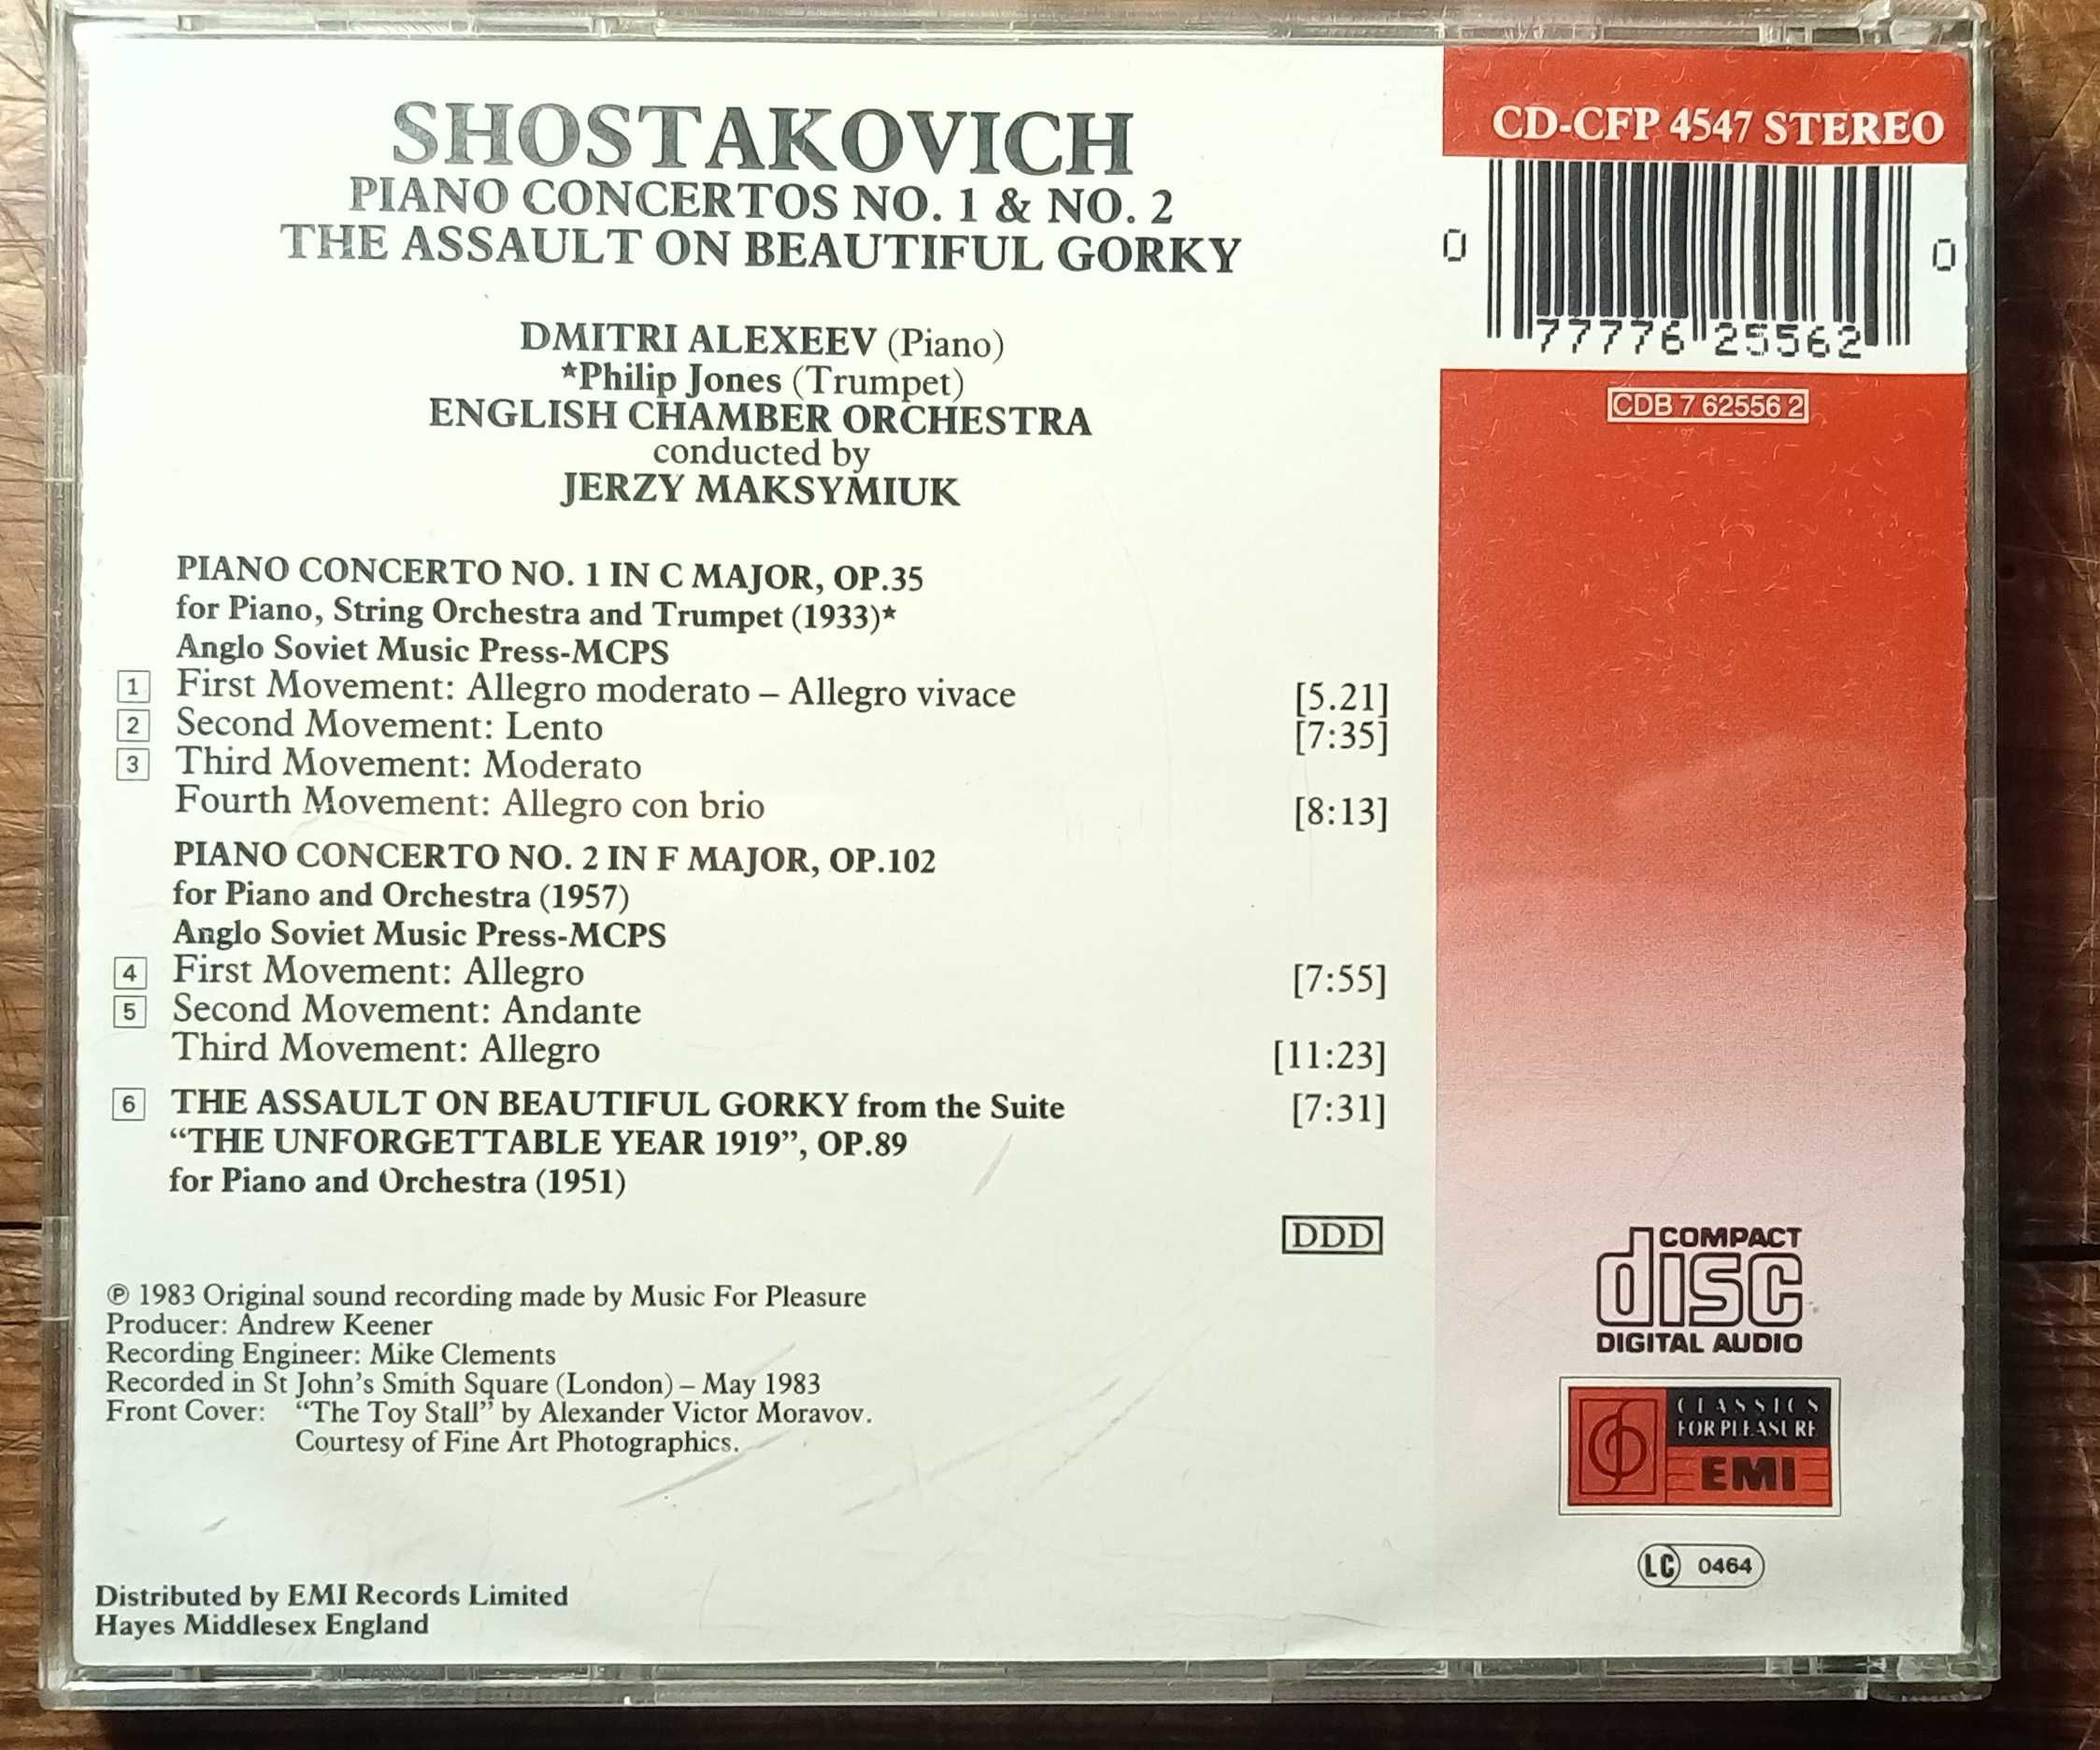 SHOSTAKOVICH
PIANO CONCERTOS NO. 1 & NO. 2
THE ASSAULT ON BEAUTIFUL GORKY
DMITRI ALEXEEV (Piano)
*Philip Jones (Trumpet)
ENGLISH CHAMBER ORCHESTRA
conducted by
JERZY MAKSYMIUK
PIANO CONCERTO NO. 1 IN C MAJOR, OP.35
for Piano, String Orchestra and Trumpet (1933)*
Anglo Soviet Music Press-MCPS
1 First Movement: Allegro moderato – Allegro vivace [5.21]
2 Second Movement: Lento [7:35]
3 Third Movement: Moderato
Fourth Movement: Allegro con brio [8:13]
PIANO CONCERTO NO. 2 IN F MAJOR, OP.102
for Piano and Orchestra (1957)
Anglo Soviet Music Press-MCPS
4 First Movement: Allegro [7:55]
5 Second Movement: Andante
Third Movement: Allegro [11:23]
6 THE ASSAULT ON BEAUTIFUL GORKY from the Suite [7:31]
“THE UNFORGETTABLE YEAR 1919”, OP.89
for Piano and Orchestra (1951)
DDD
℗ 1983 Original sound recording made by Music For Pleasure
Producer: Andrew Keener
Recording Engineer: Mike Clements
Recorded in St John’s Smith Square (London) – May 1983
Front Cover: “The Toy Stall” by Alexander Victor Moravov.
Courtesy of Fine Art Photographics.
Distributed by EMI Records Limited
Hayes Middlesex England
CD-CFP 4547 STEREO
0 77776 25562 0
CDB 7 62556 2
COMPACT
disc
DIGITAL AUDIO
CLASSICS
FOR PLEASURE
EMI
LC 0464